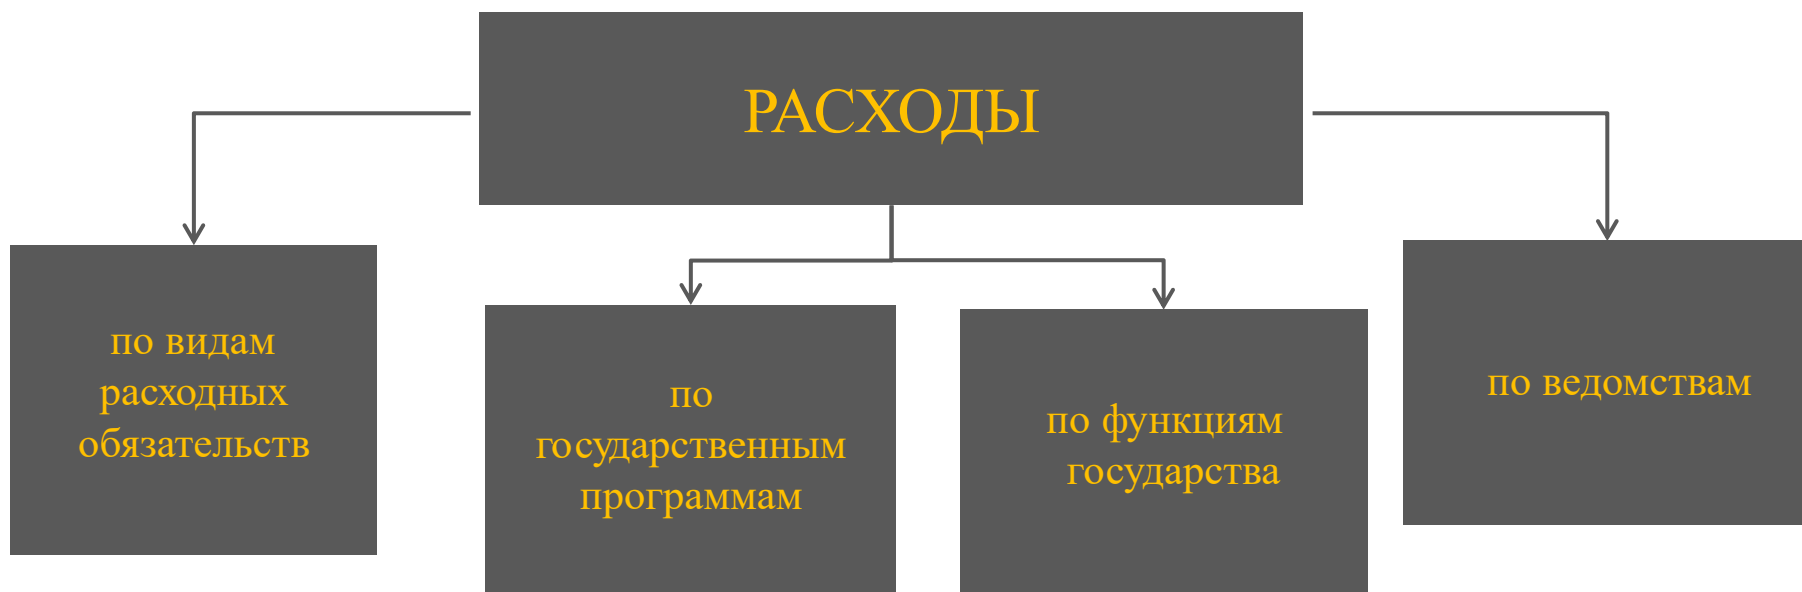 РАСХОДЫ
по видам
расходных
обязательств
по
государственным
программам
по функциям
государства
по ведомствам